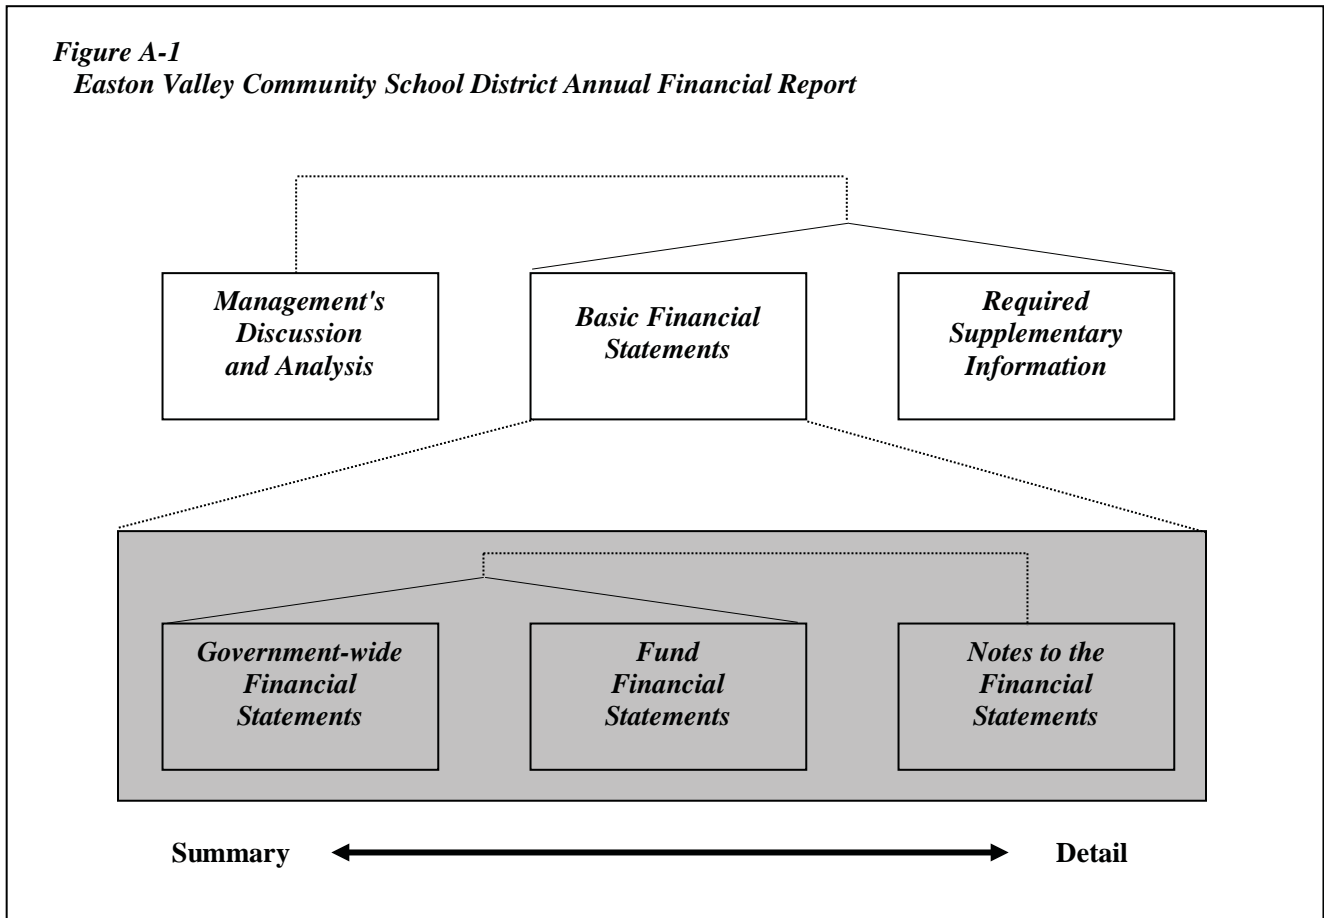 Figure A-1
Easton Valley Community School District Annual Financial Report
Management's
Discussion
and Analysis
Basic Financial
Statements
Required
Supplementary
Information
Government-wide
Financial
Statements
Fund
Financial
Statements
Notes to the
Financial
Statements
Summary
Detail